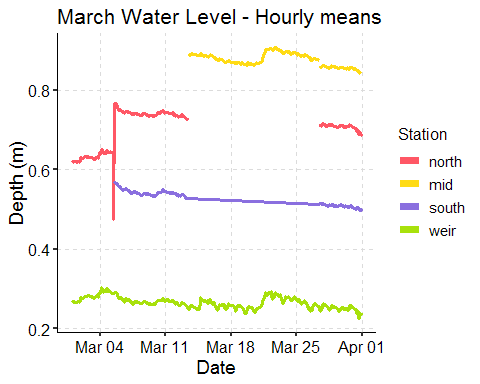 March Water Level - Hourly means
Depth (m)
0.8
0.6
0.4
0.2
Mar 04
Mar 11
Mar 18
Mar 25
Apr 01
Date
Station
north
mid
south
weir